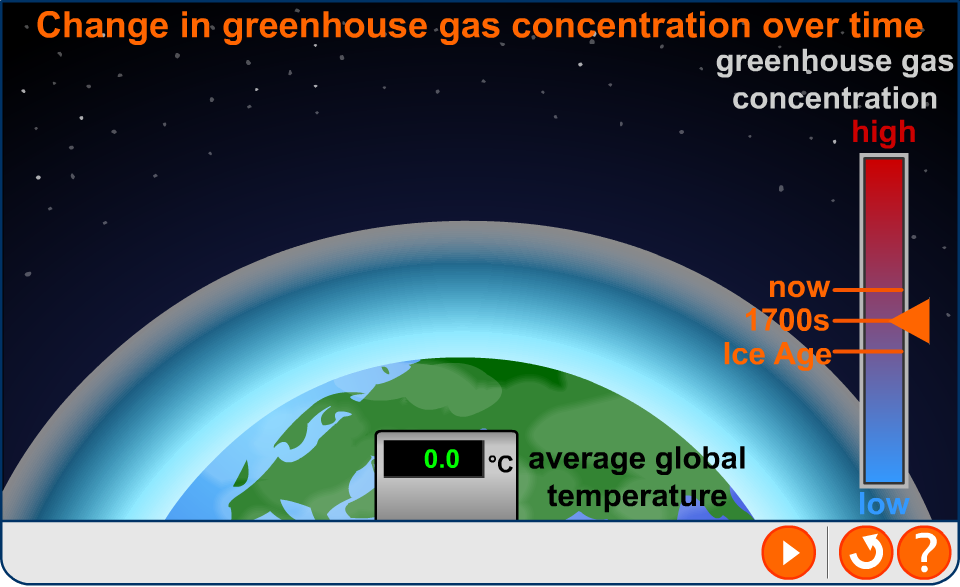 Change in greenhouse gas concentration over time
greenhouse gas
concentration
high
now
1700s
Ice Age
0.0 °C
average global
temperature
low
?